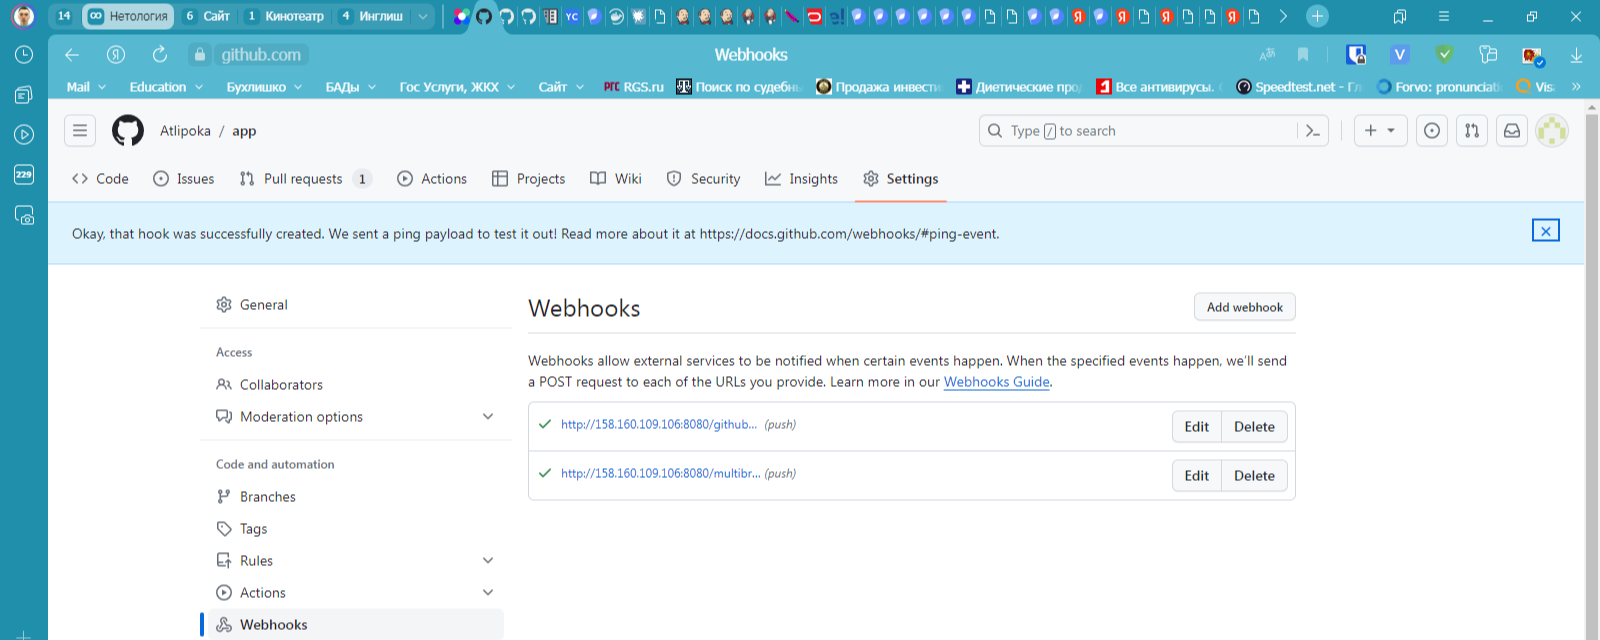 14 Нетология 6 Сайт 1 Кинотеатр 4 Инглиш
github.com Webhooks
Mail Education Бухлишко БАДы Гос Услуги, ЖКХ Сайт РГС RGS.ru Поиск по судебн Продажа инвести Диетические про Все антивирусы. Speedtest.net - Гл Forvo: pronunciati Visa
229
Atlipoka / app Type / to search
Code Issues Pull requests 1 Actions Projects Wiki Security Insights Settings
Okay, that hook was successfully created. We sent a ping payload to test it out! Read more about it at https://docs.github.com/webhooks/#ping-event.
General
Access
Collaborators
Moderation options
Code and automation
Branches
Tags
Rules
Actions
Webhooks
Webhooks Add webhook
Webhooks allow external services to be notified when certain events happen. When the specified events happen, we'll send
a POST request to each of the URLs you provide. Learn more in our Webhooks Guide.
http://158.160.109.106:8080/github... (push) Edit Delete
http://158.160.109.106:8080/multibr... (push) Edit Delete